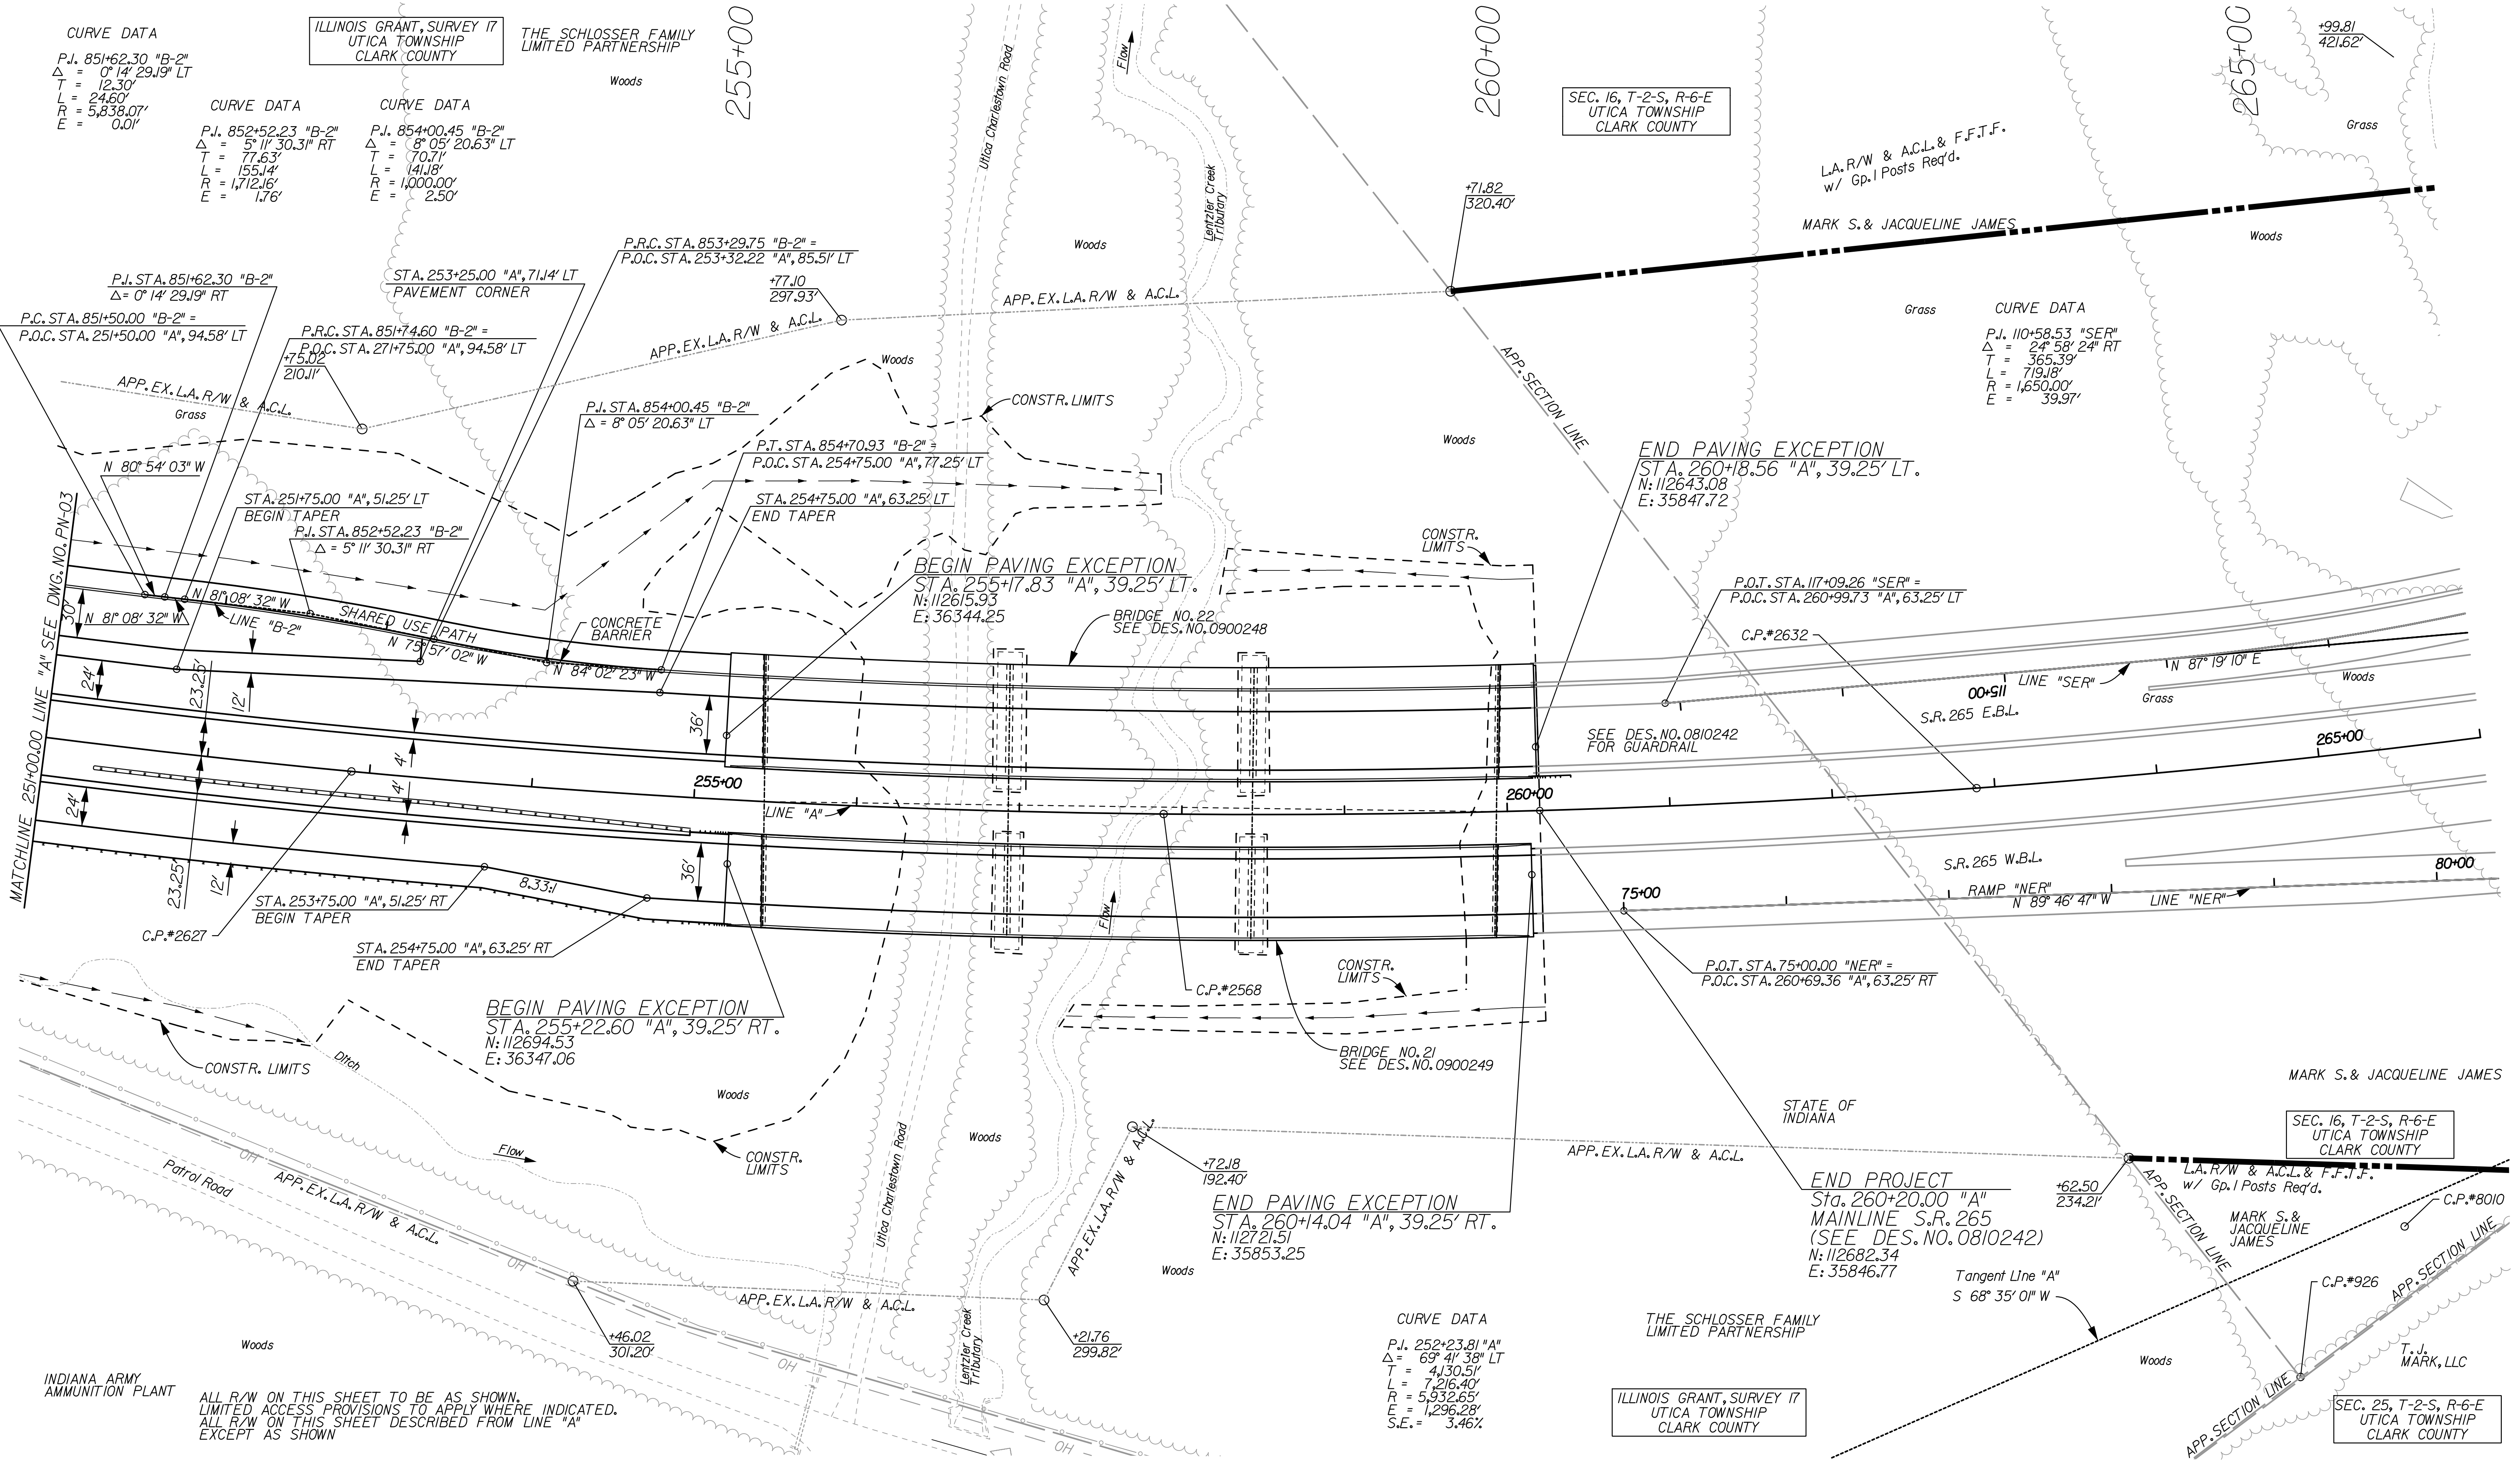 CURVE DATA
P.I. 851+62.30 "B-2"
Δ = 0° 14' 29.19" LT
T = 12.30'
L = 24.60'
R = 5,838.07'
E = 0.01'
CURVE DATA
P.I. 852+52.23 "B-2"
Δ = 5° 11' 30.31" RT
T = 77.63'
L = 155.14'
R = 1,712.16'
E = 1.76'
CURVE DATA
P.I. 854+00.45 "B-2"
Δ = 8° 05' 20.63" LT
T = 70.71'
L = 141.18'
R = 1,000.00'
E = 2.50'
ILLINOIS GRANT, SURVEY 17
UTICA TOWNSHIP
CLARK COUNTY
THE SCHLOSSER FAMILY
LIMITED PARTNERSHIP
Woods
255+00
Utica Charlestown Road
Flow
Lentzier Creek
Tributary
Woods
260+00
SEC. 16, T-2-S, R-6-E
UTICA TOWNSHIP
CLARK COUNTY
265+00
+99.81
421.62'
Grass
L.A. R/W & A.C.L. & F.F.T.F.
w/ Gp. 1 Posts Req'd.
MARK S. & JACQUELINE JAMES
Woods
+71.82
320.40'
Grass
CURVE DATA
P.I. 110+58.53 "SER"
Δ = 24° 58' 24" RT
T = 365.39'
L = 719.18'
R = 1,650.00'
E = 39.97'
P.I. STA. 851+62.30 "B-2"
Δ= 0° 14' 29.19" RT
P.C. STA. 851+50.00 "B-2" =
P.O.C. STA. 251+50.00 "A", 94.58' LT
STA. 253+25.00 "A", 71.14' LT
PAVEMENT CORNER
P.R.C. STA. 853+29.75 "B-2" =
P.O.C. STA. 253+32.22 "A", 85.51' LT
P.R.C. STA. 851+74.60 "B-2" =
P.O.C. STA. 271+75.00 "A", 94.58' LT
+75.02
210.11'
+77.10
297.93'
APP. EX. L.A. R/W & A.C.L.
APP. EX. L.A. R/W & A.C.L.
APP. EX. L.A. R/W & A.C.L.
Grass
Woods
APP. SECTION LINE
Woods
CONSTR. LIMITS
P.I. STA. 854+00.45 "B-2"
Δ = 8° 05' 20.63" LT
P.T. STA. 854+70.93 "B-2" =
P.O.C. STA. 254+75.00 "A", 77.25' LT
STA. 254+75.00 "A", 63.25' LT
END TAPER
N 80° 54' 03" W
STA. 251+75.00 "A", 51.25' LT
BEGIN TAPER
P.I. STA. 852+52.23 "B-2"
Δ = 5° 11' 30.31" RT
END PAVING EXCEPTION
STA. 260+18.56 "A", 39.25' LT.
N: 112643.08
E: 35847.72
CONSTR.
LIMITS
BEGIN PAVING EXCEPTION
STA. 255+17.83 "A", 39.25' LT.
N: 112615.93
E: 36344.25
BRIDGE NO. 22
SEE DES. NO. 0900248
P.O.T. STA. 117+09.26 "SER" =
P.O.C. STA. 260+99.73 "A", 63.25' LT
C.P.#2632
MATCHLINE 251+00.00 LINE "A" SEE DWG. NO. PN-03
30'
N 81° 08' 32" W
N 81° 08' 32" W
LINE "B-2"
SHARED USE PATH
N 75° 57' 02" W
CONCRETE
BARRIER
N 84° 02' 23" W
24'
23.25'
12'
4'
36'
N 87° 19' 10" E
LINE "SER"
115+00
S.R. 265 E.B.L.
Grass
Woods
SEE DES. NO. 0810242
FOR GUARDRAIL
265+00
255+00
LINE "A"
260+00
24'
4'
23.25'
12'
36'
8.33:1
S.R. 265 W.B.L.
80+00
75+00
RAMP "NER"
N 89° 46' 47" W
LINE "NER"
STA. 253+75.00 "A", 51.25' RT
BEGIN TAPER
C.P.#2627
STA. 254+75.00 "A", 63.25' RT
END TAPER
Flow
CONSTR.
LIMITS
C.P.#2568
P.O.T. STA. 75+00.00 "NER" =
P.O.C. STA. 260+69.36 "A", 63.25' RT
BEGIN PAVING EXCEPTION
STA. 255+22.60 "A", 39.25' RT.
N: 112694.53
E: 36347.06
BRIDGE NO. 21
SEE DES. NO. 0900249
CONSTR. LIMITS
Ditch
Woods
MARK S. & JACQUELINE JAMES
STATE OF
INDIANA
SEC. 16, T-2-S, R-6-E
UTICA TOWNSHIP
CLARK COUNTY
Flow
CONSTR.
LIMITS
Utica Charlestown Road
Woods
APP. EX. L.A. R/W & A.C.L.
+72.18
192.40'
APP. EX. L.A. R/W & A.C.L.
L.A. R/W & A.C.L. & F.F.T.F.
w/ Gp. 1 Posts Req'd.
+62.50
234.21'
END PROJECT
Sta. 260+20.00 "A"
MAINLINE S.R. 265
(SEE DES. NO. 0810242)
N: 112682.34
E: 35846.77
END PAVING EXCEPTION
STA. 260+14.04 "A", 39.25' RT.
N: 112721.51
E: 35853.25
Woods
APP. SECTION LINE
MARK S. &
JACQUELINE
JAMES
C.P.#8010
OH
Patrol Road
APP. EX. L.A. R/W & A.C.L.
OH
APP. EX. L.A. R/W & A.C.L.
Tangent Line "A"
S 68° 35' 01" W
C.P.#926
APP. SECTION LINE
+46.02
301.20'
+21.76
299.82'
Lentzier Creek
Tributary
OH
OH
CURVE DATA
P.I. 252+23.81 "A"
Δ= 69° 41' 38" LT
T = 4,130.51'
L = 7,216.40'
R = 5,932.65'
E = 1,296.28'
S.E. = 3.46%
THE SCHLOSSER FAMILY
LIMITED PARTNERSHIP
ILLINOIS GRANT, SURVEY 17
UTICA TOWNSHIP
CLARK COUNTY
Woods
T.J.
MARK, LLC
APP. SECTION LINE
SEC. 25, T-2-S, R-6-E
UTICA TOWNSHIP
CLARK COUNTY
Woods
INDIANA ARMY
AMMUNITION PLANT
ALL R/W ON THIS SHEET TO BE AS SHOWN.
LIMITED ACCESS PROVISIONS TO APPLY WHERE INDICATED.
ALL R/W ON THIS SHEET DESCRIBED FROM LINE "A"
EXCEPT AS SHOWN